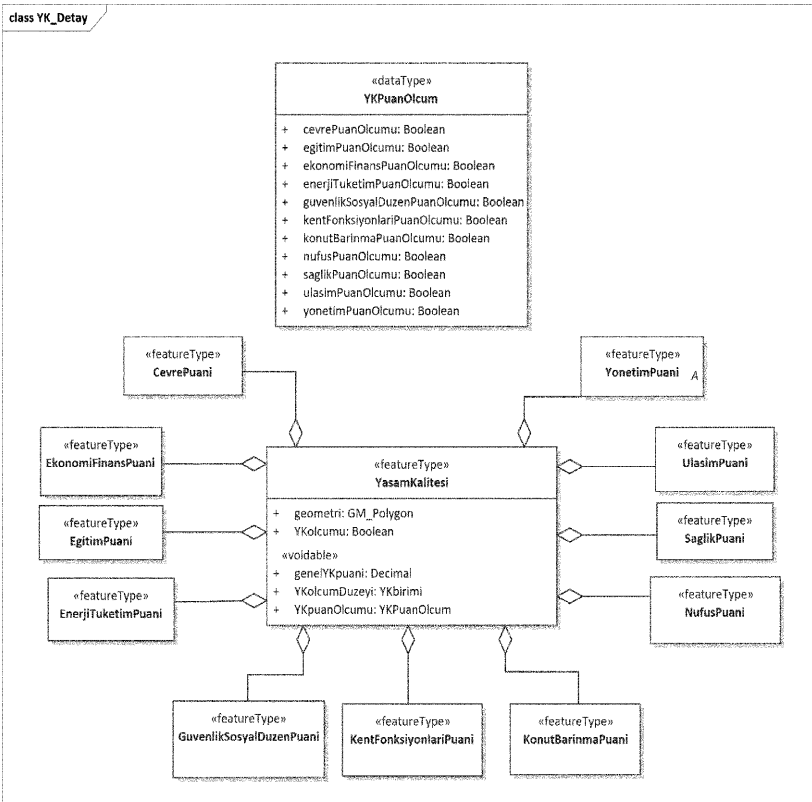 class YK_Detay
«dataType»
YKPuanOlcum
+ cevrePuanOlcumu: Boolean
+ egitimPuanOlcumu: Boolean
+ ekonomiFinansPuanOlcumu: Boolean
+ enerjiTuketimPuanOlcumu: Boolean
+ guvenlikSosyalDuzenPuanOlcumu: Boolean
+ kentFonksiyonlariPuanOlcumu: Boolean
+ konutBarinmaPuanOlcumu: Boolean
+ nufusPuanOlcumu: Boolean
+ saglikPuanOlcumu: Boolean
+ ulasimPuanOlcumu: Boolean
+ yonetimPuanOlcumu: Boolean
«featureType»
CevrePuani
«featureType»
YonetimPuani
A
«featureType»
EkonomiFinansPuani
«featureType»
YasamKalitesi
+ geometri: GM_Polygon
+ YKolcumu: Boolean
«voidable»
+ genelYKpuani: Decimal
+ YKolcumDuzeyi: YKbirimi
+ YKpuanOlcumu: YKPuanOlcum
«featureType»
UlasimPuani
«featureType»
EgitimPuani
«featureType»
SaglikPuani
«featureType»
EnerjiTuketimPuani
«featureType»
NufusPuani
«featureType»
GuvenlikSosyalDuzenPuani
«featureType»
KentFonksiyonlariPuani
«featureType»
KonutBarinmaPuani